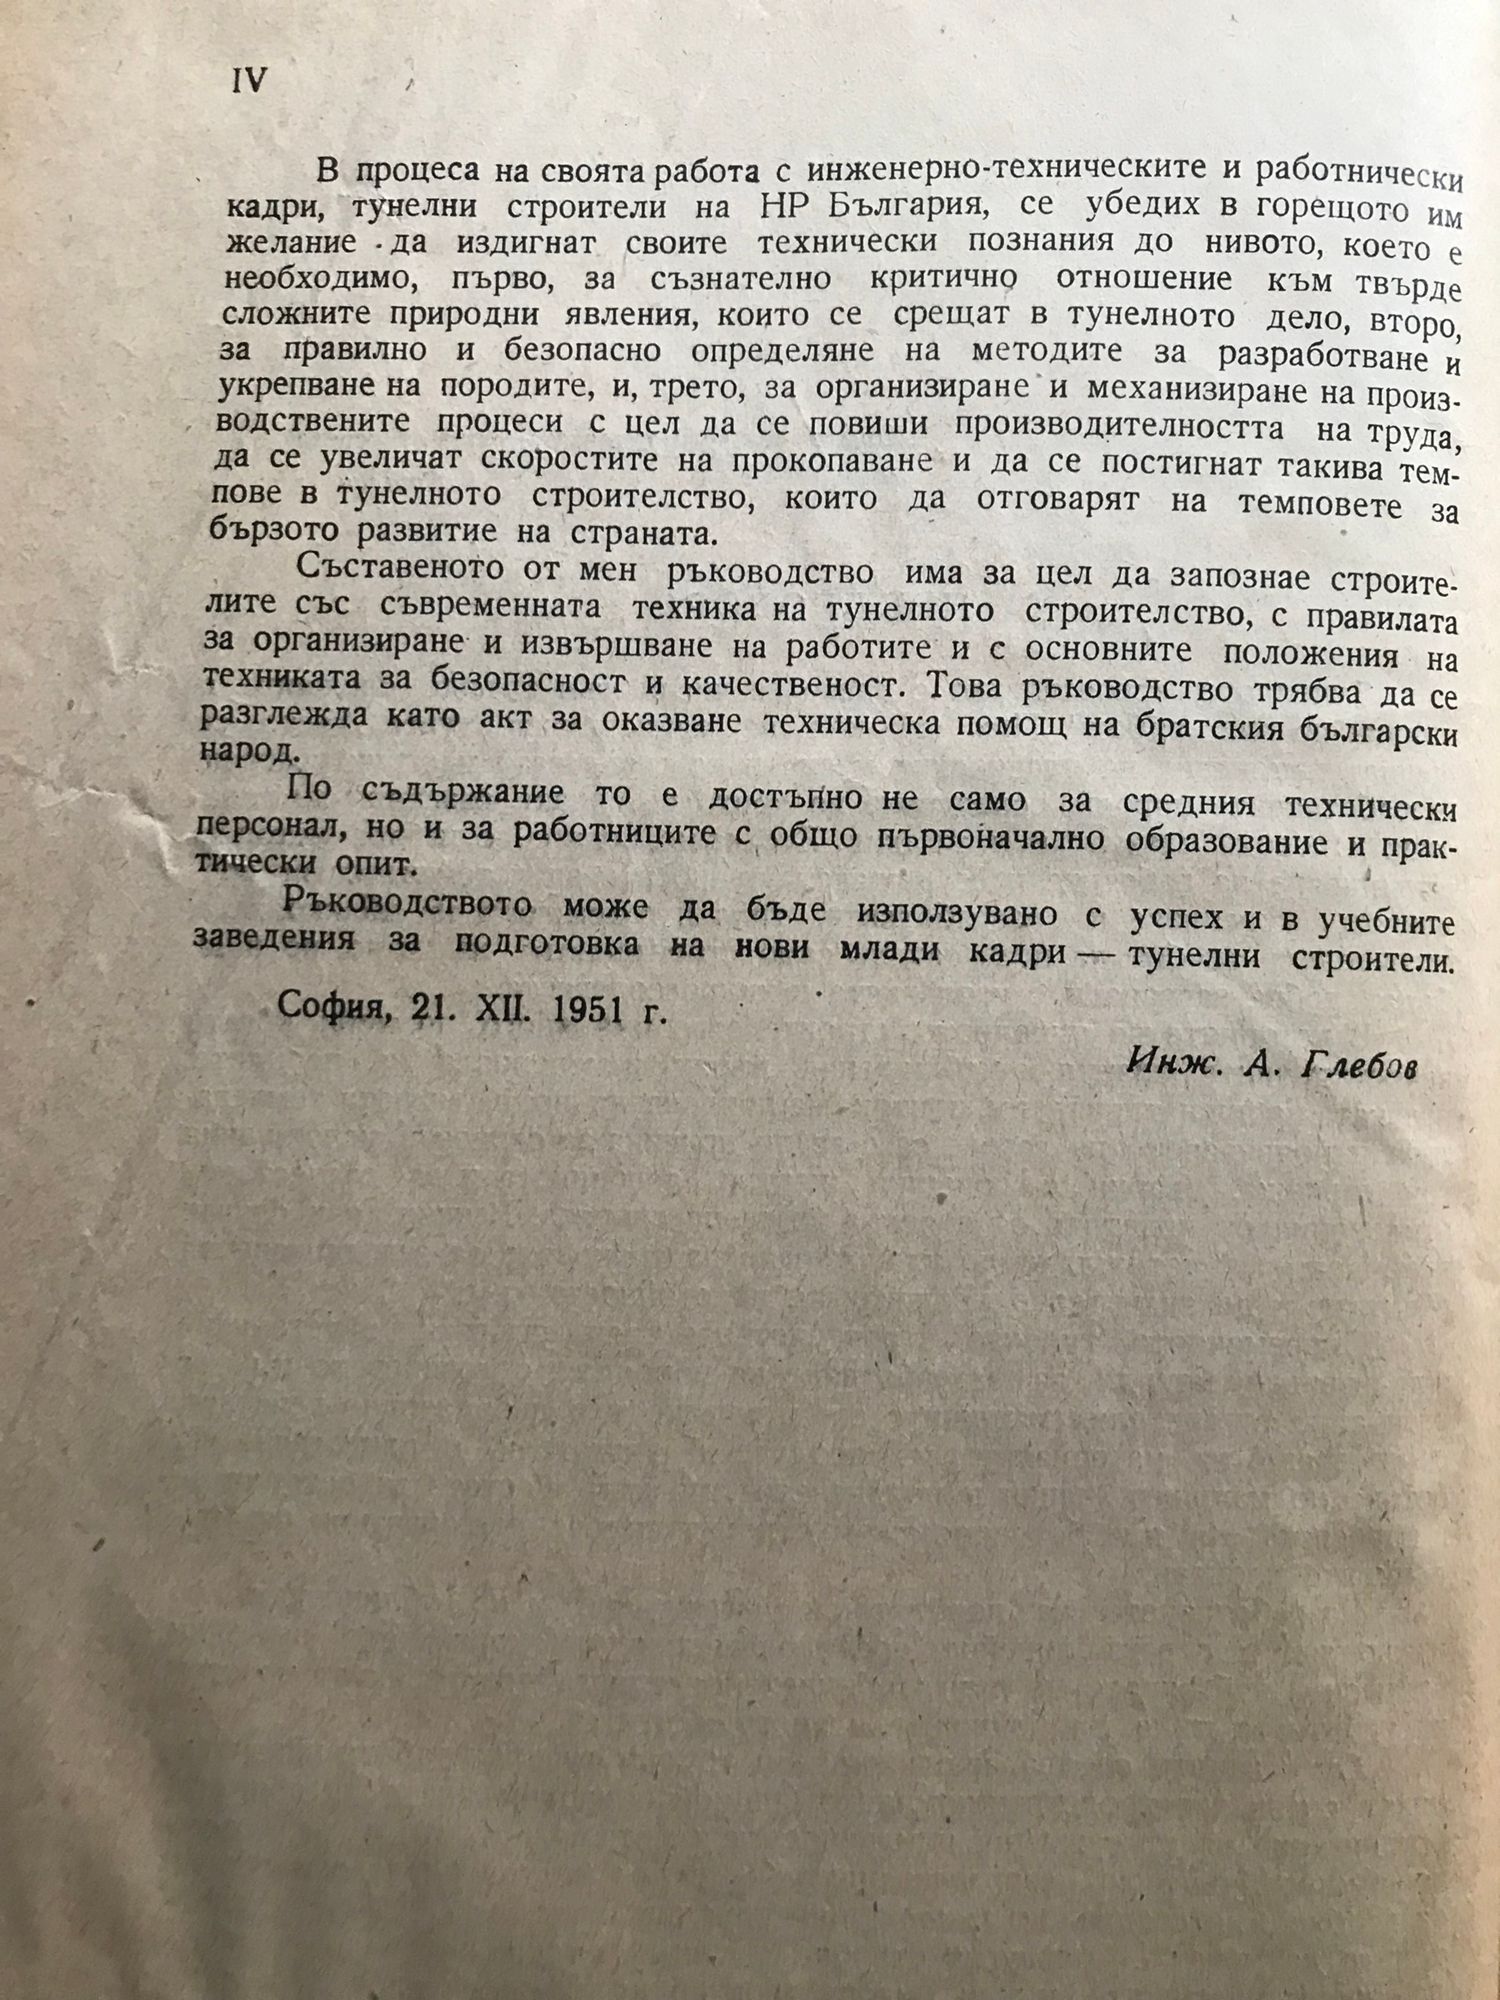 IV
В процеса на своята работа с инженерно-техническите и работнически
кадри, тунелни строители на НР България, се убедих в горещото им
желание да издигнат своите технически познания до нивото, което е
необходимо, първо, за съзнателно критично отношение към твърде
сложните природни явления, които се срещат в тунелното дело, второ,
за правилно и безопасно определяне на методите за разработване и
укрепване на породите, и, трето, за организиране и механизиране на произ-
водствените процеси с цел да се повиши производителността на труда,
да се увеличат скоростите на прокопаване и да се постигнат такива тем-
пове в тунелното строителство, които да отговарят на темповете за
бързото развитие на страната.
Съставеното от мен ръководство има за цел да запознае строите-
лите със съвременната техника на тунелното строителство, с правилата
за организиране и извършване на работите и с основните положения на
техниката за безопасност и качественост. Това ръководство трябва да се
разглежда като акт за оказване техническа помощ на братския български
народ.
По съдържание то е достъпно не само за средния технически
персонал, но и за работниците с общо първоначално образование и прак-
тически опит.
Ръководството може да бъде използувано с успех и в учебните
заведения за подготовка на нови млади кадри — тунелни строители.
София, 21. XII. 1951 г.
Инж. А. Глебов